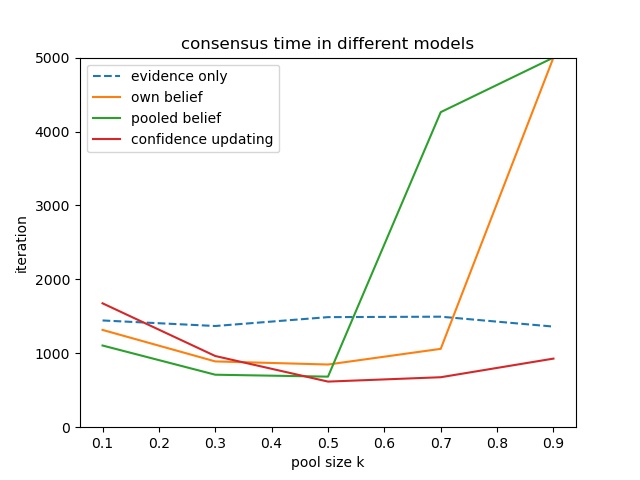 consensus time in different models
5000
4000
3000
2000
1000
0
iteration
evidence only
own belief
pooled belief
confidence updating
0.1 0.2 0.3 0.4 0.5 0.6 0.7 0.8 0.9
pool size k